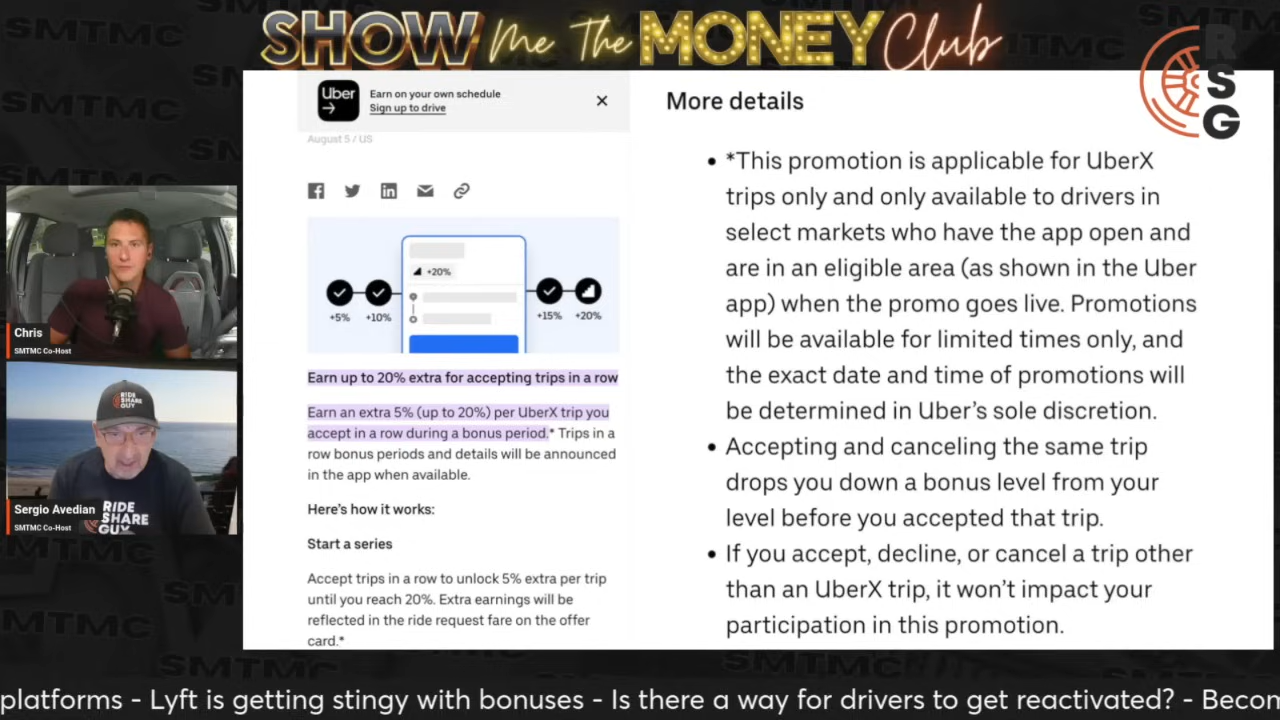 SHOW Me The MONEY Club
RSG
Uber
Earn on your own schedule
Sign up to drive
August 5 / US
+20%
+5%
+10%
+15%
+20%
Earn up to 20% extra for accepting trips in a row
Earn an extra 5% (up to 20%) per UberX trip you
accept in a row during a bonus period.* Trips in a
row bonus periods and details will be announced
in the app when available.
Here's how it works:
Start a series
Accept trips in a row to unlock 5% extra per trip
until you reach 20%. Extra earnings will be
reflected in the ride request fare on the offer
card.*
More details
• *This promotion is applicable for UberX
trips only and only available to drivers in
select markets who have the app open and
are in an eligible area (as shown in the Uber
app) when the promo goes live. Promotions
will be available for limited times only, and
the exact date and time of promotions will
be determined in Uber's sole discretion.
• Accepting and canceling the same trip
drops you down a bonus level from your
level before you accepted that trip.
• If you accept, decline, or cancel a trip other
than an UberX trip, it won't impact your
participation in this promotion.
Chris
SMTMC Co-Host
RIDE
SHARE
GUY
Sergio Avedian
SMTMC Co-Host
RIDE
SHARE
GUY
SMTMC
SMTMC
SMTMC
SMTMC
SMTMC
platforms - Lyft is getting stingy with bonuses - Is there a way for drivers to get reactivated? - Becon